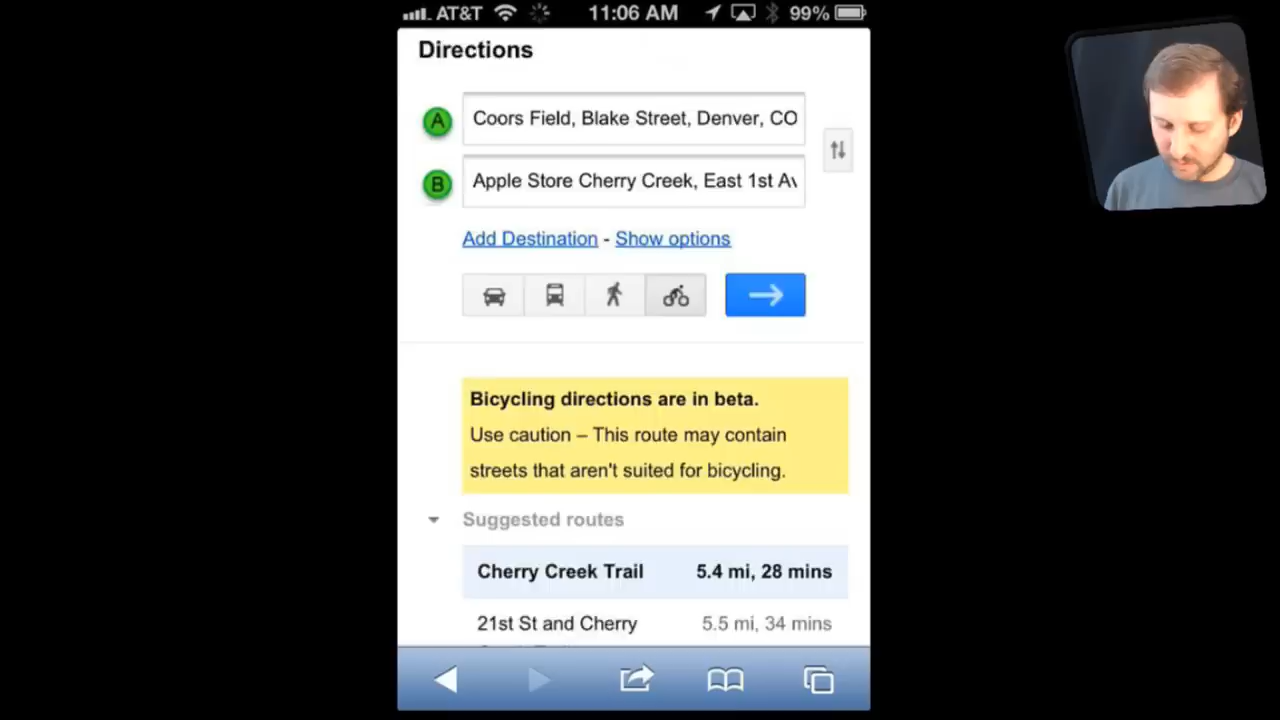 AT&T 11:06 AM 99%
Directions
A Coors Field, Blake Street, Denver, CO
B Apple Store Cherry Creek, East 1st Av
Add Destination - Show options
Bicycling directions are in beta.
Use caution – This route may contain
streets that aren't suited for bicycling.
Suggested routes
Cherry Creek Trail 5.4 mi, 28 mins
21st St and Cherry 5.5 mi, 34 mins